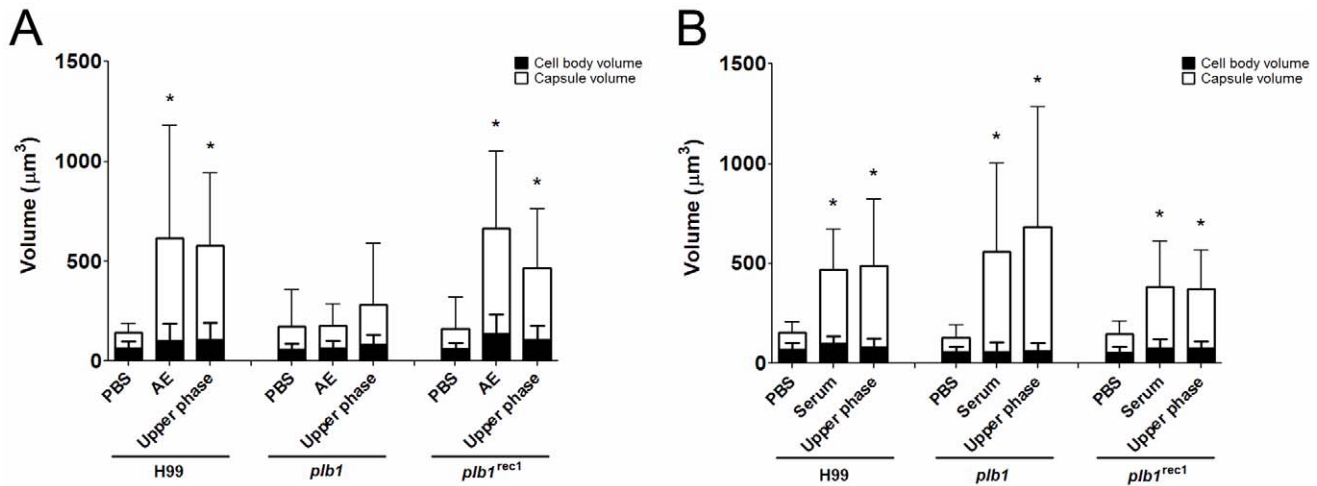 A
Cell body volume
Capsule volume
Volume (μm³)
1500
1000
500
0
*
*
*
*
PBS
AE
Upper phase
PBS
AE
Upper phase
PBS
AE
Upper phase
H99
plb1
plb1rec1
B
Cell body volume
Capsule volume
Volume (μm³)
1500
1000
500
0
*
*
*
*
*
*
PBS
Serum
Upper phase
PBS
Serum
Upper phase
PBS
Serum
Upper phase
H99
plb1
plb1rec1